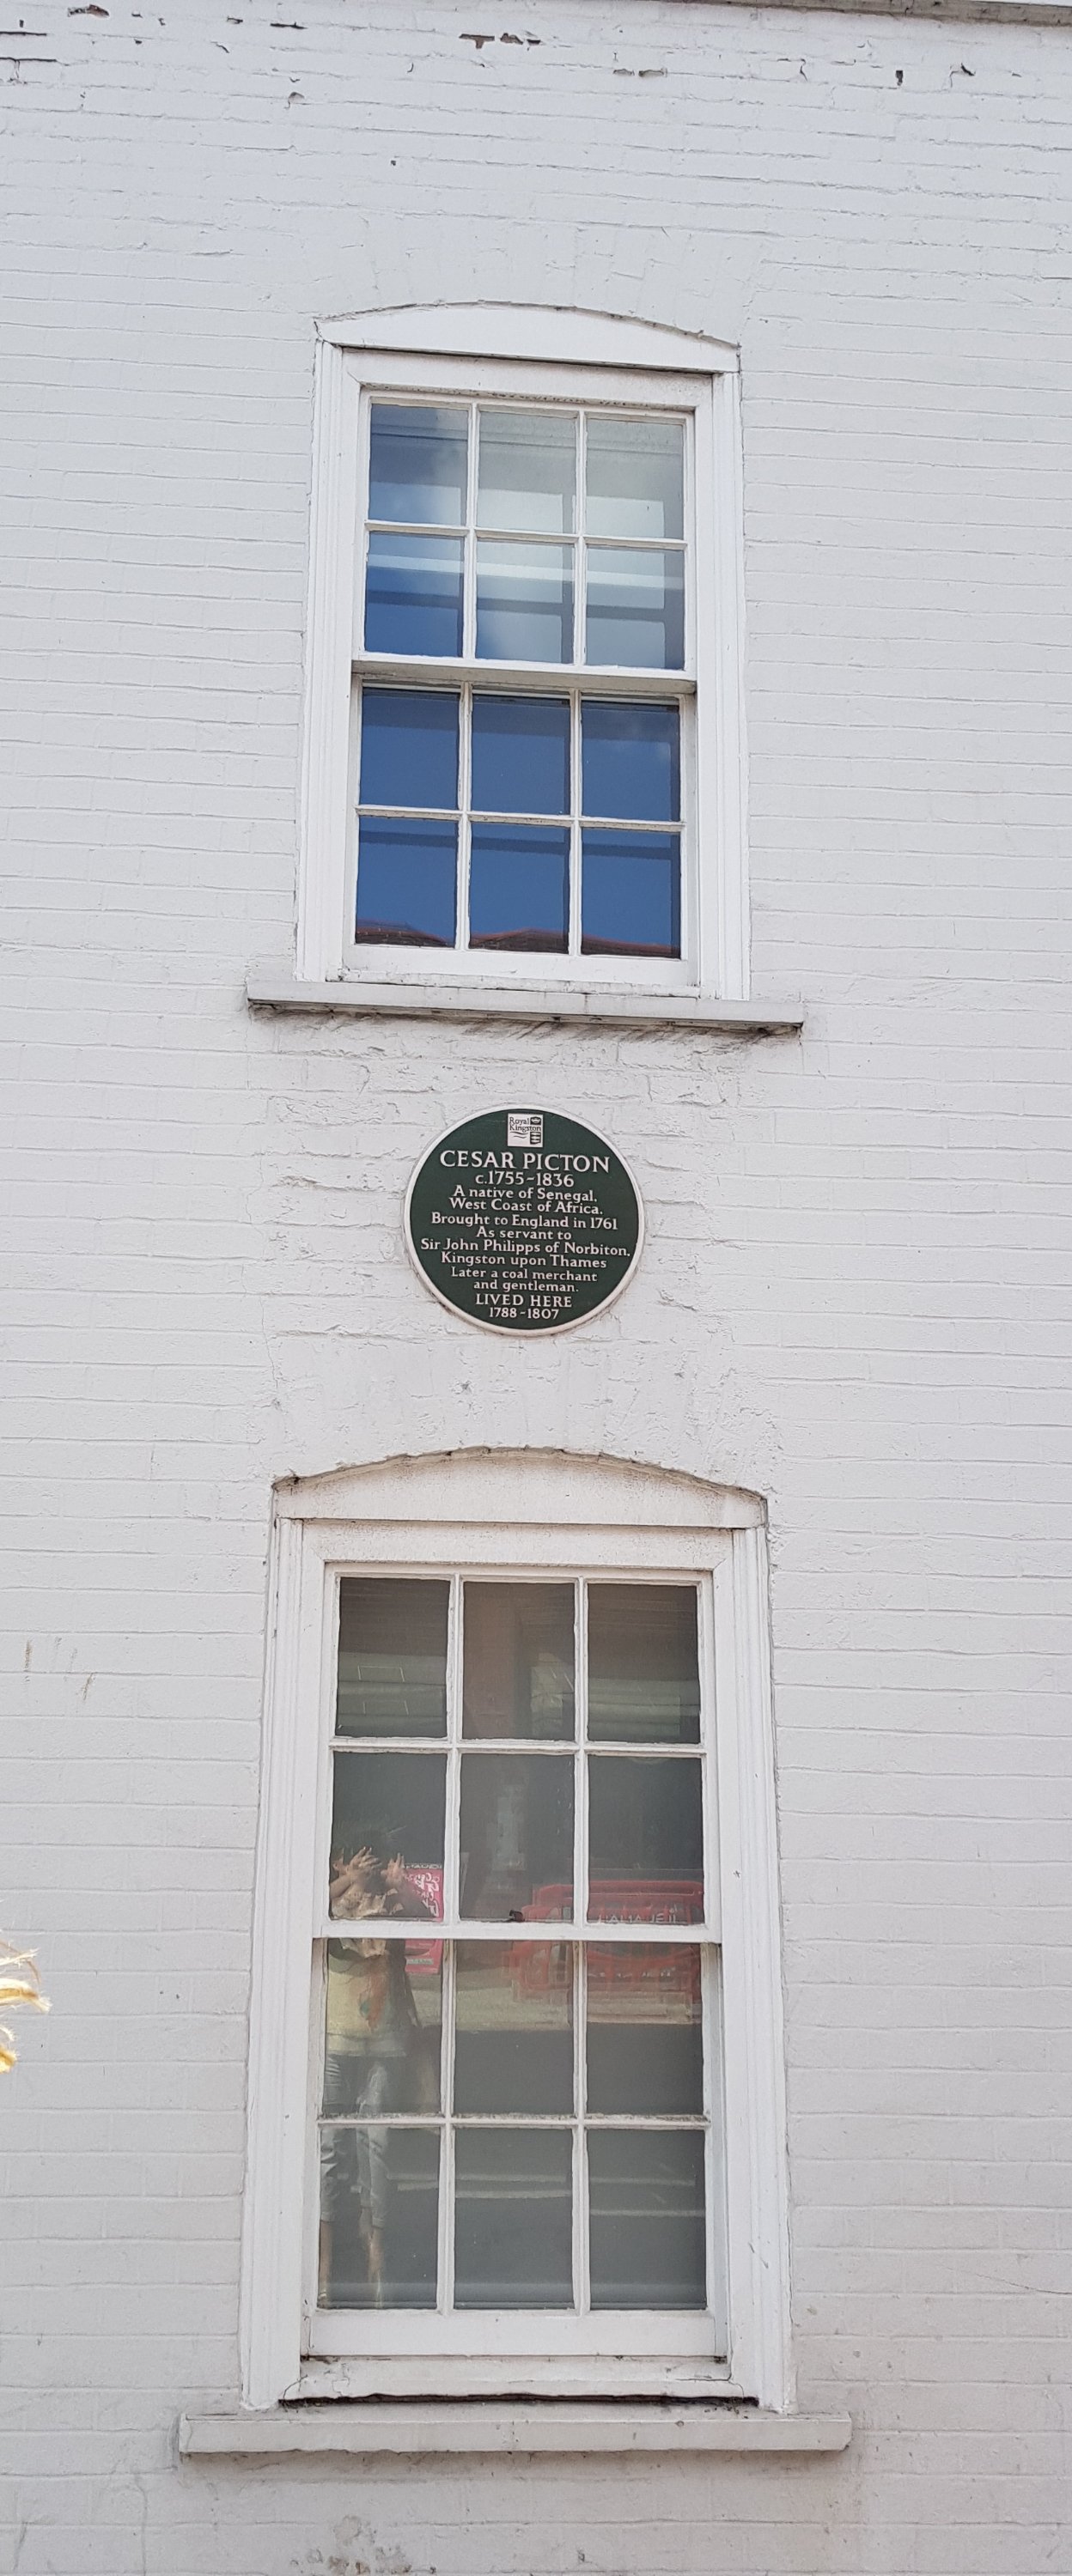 Royal
Kingston
CESAR PICTON
c.1755-1836
A native of Senegal,
West Coast of Africa.
Brought to England in 1761
As servant to
Sir John Philipps of Norbiton,
Kingston upon Thames
Later a coal merchant
and gentleman.
LIVED HERE
1788-1807